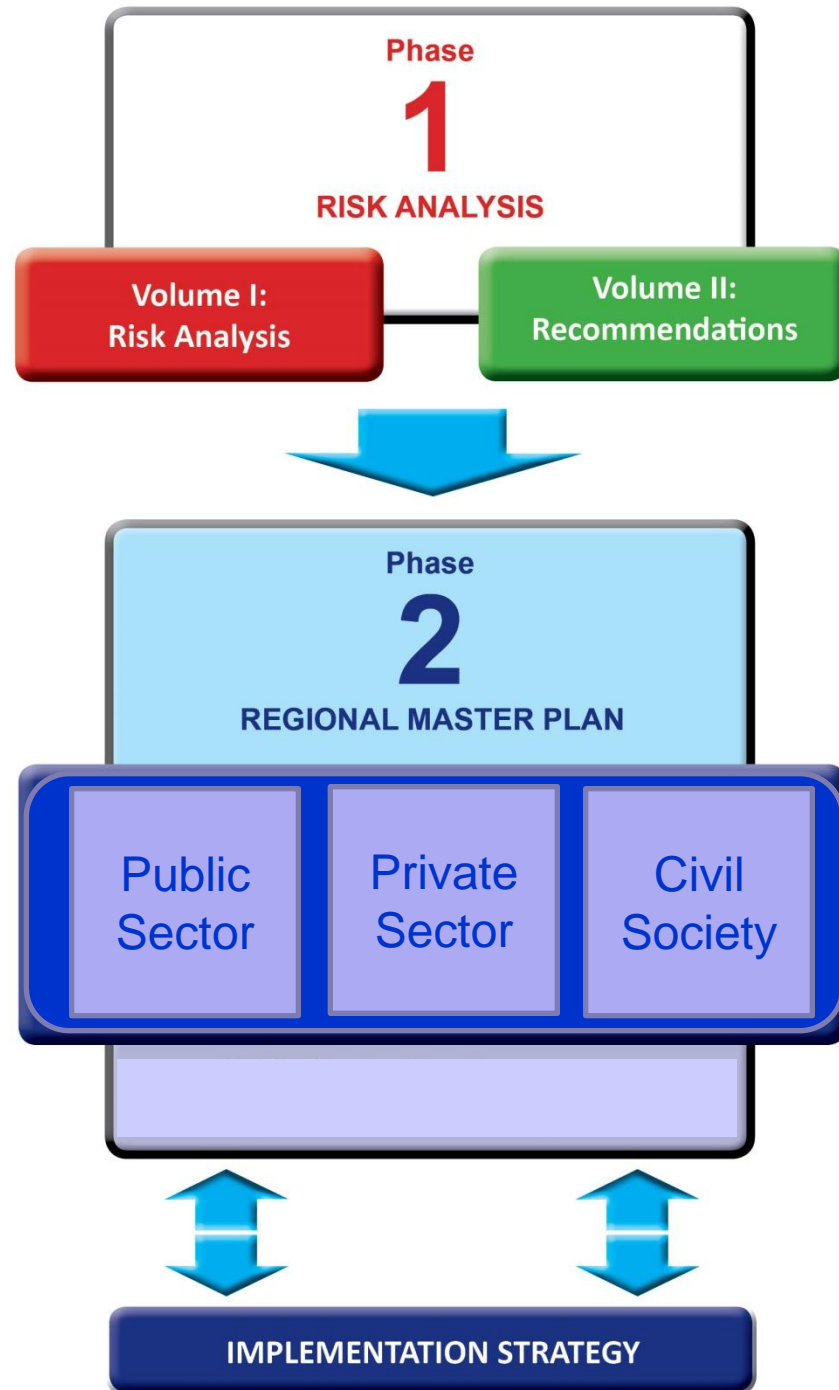 Phase
1
RISK ANALYSIS
Volume I:
Risk Analysis
Volume II:
Recommendations
Phase
2
REGIONAL MASTER PLAN
Public
Sector
Private
Sector
Civil
Society
IMPLEMENTATION STRATEGY